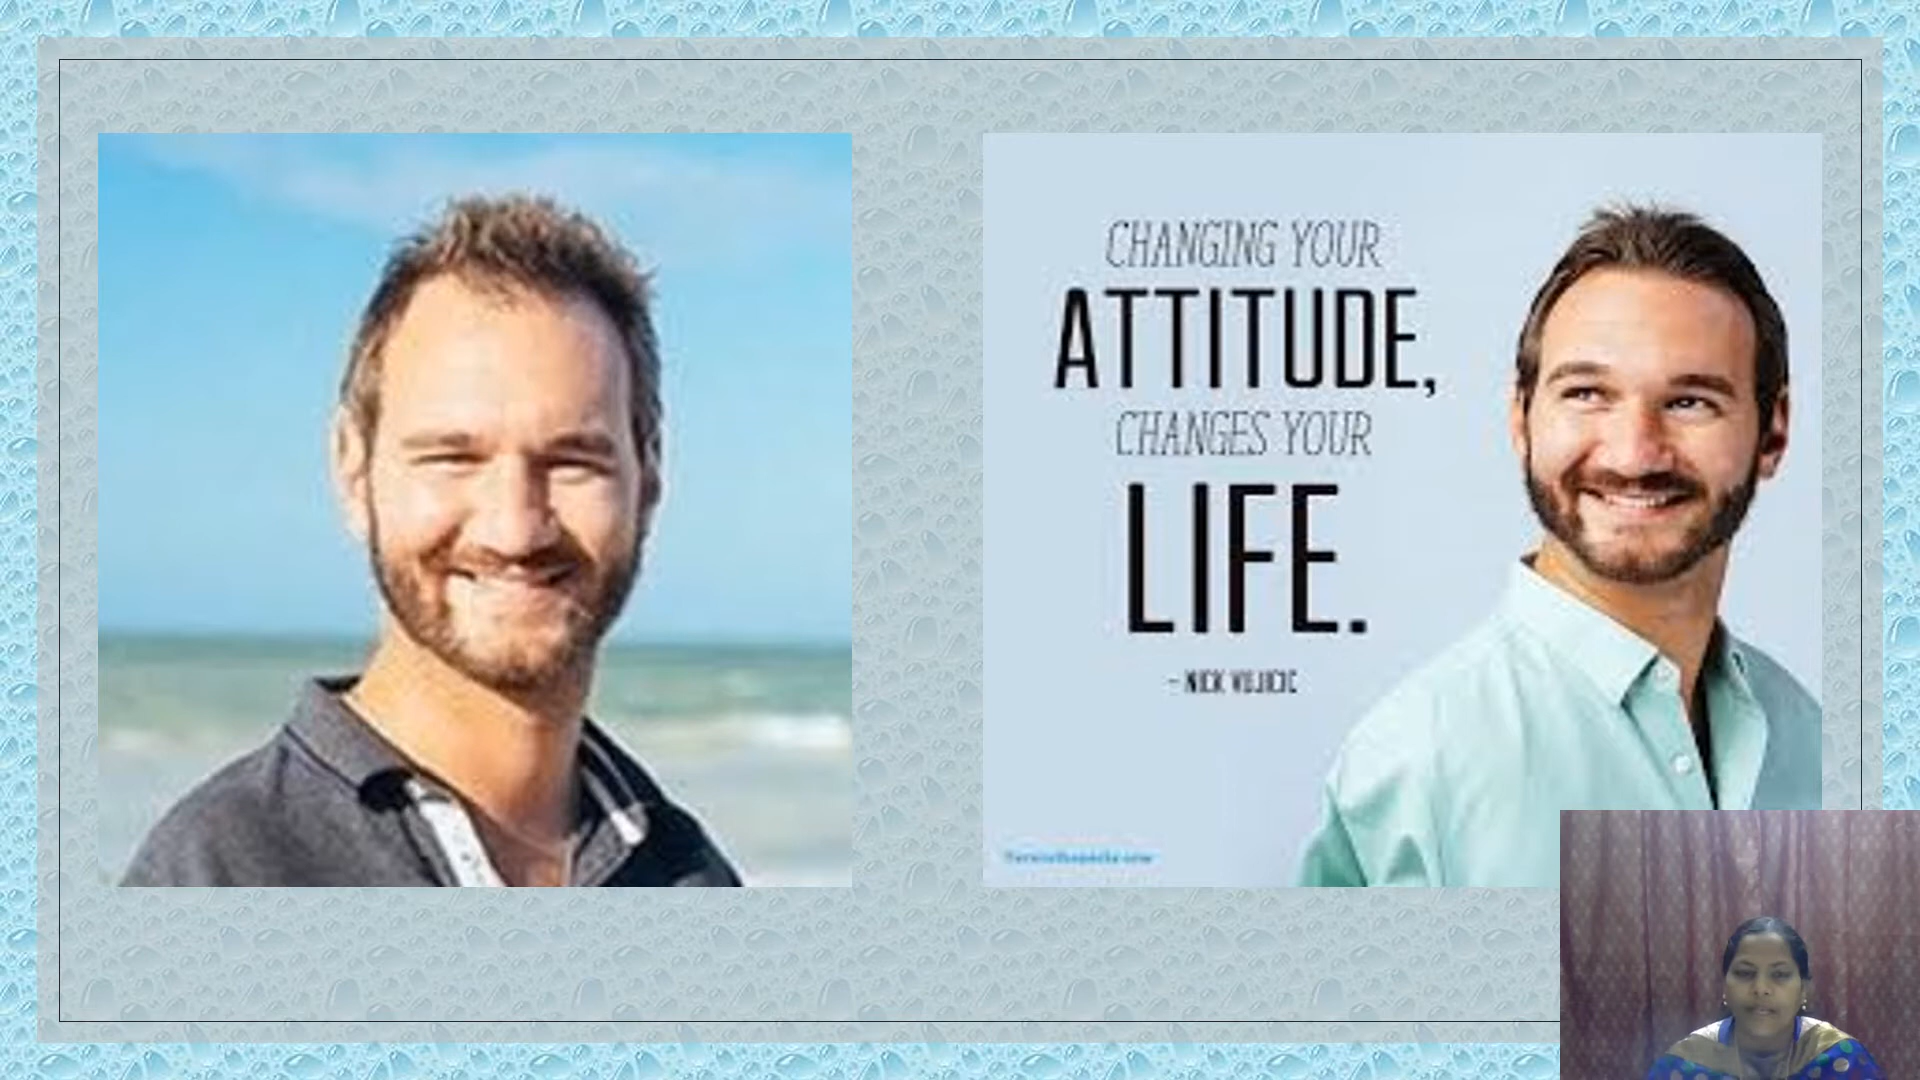 CHANGING YOUR
ATTITUDE,
CHANGES YOUR
LIFE.
- NICK VUJICIC